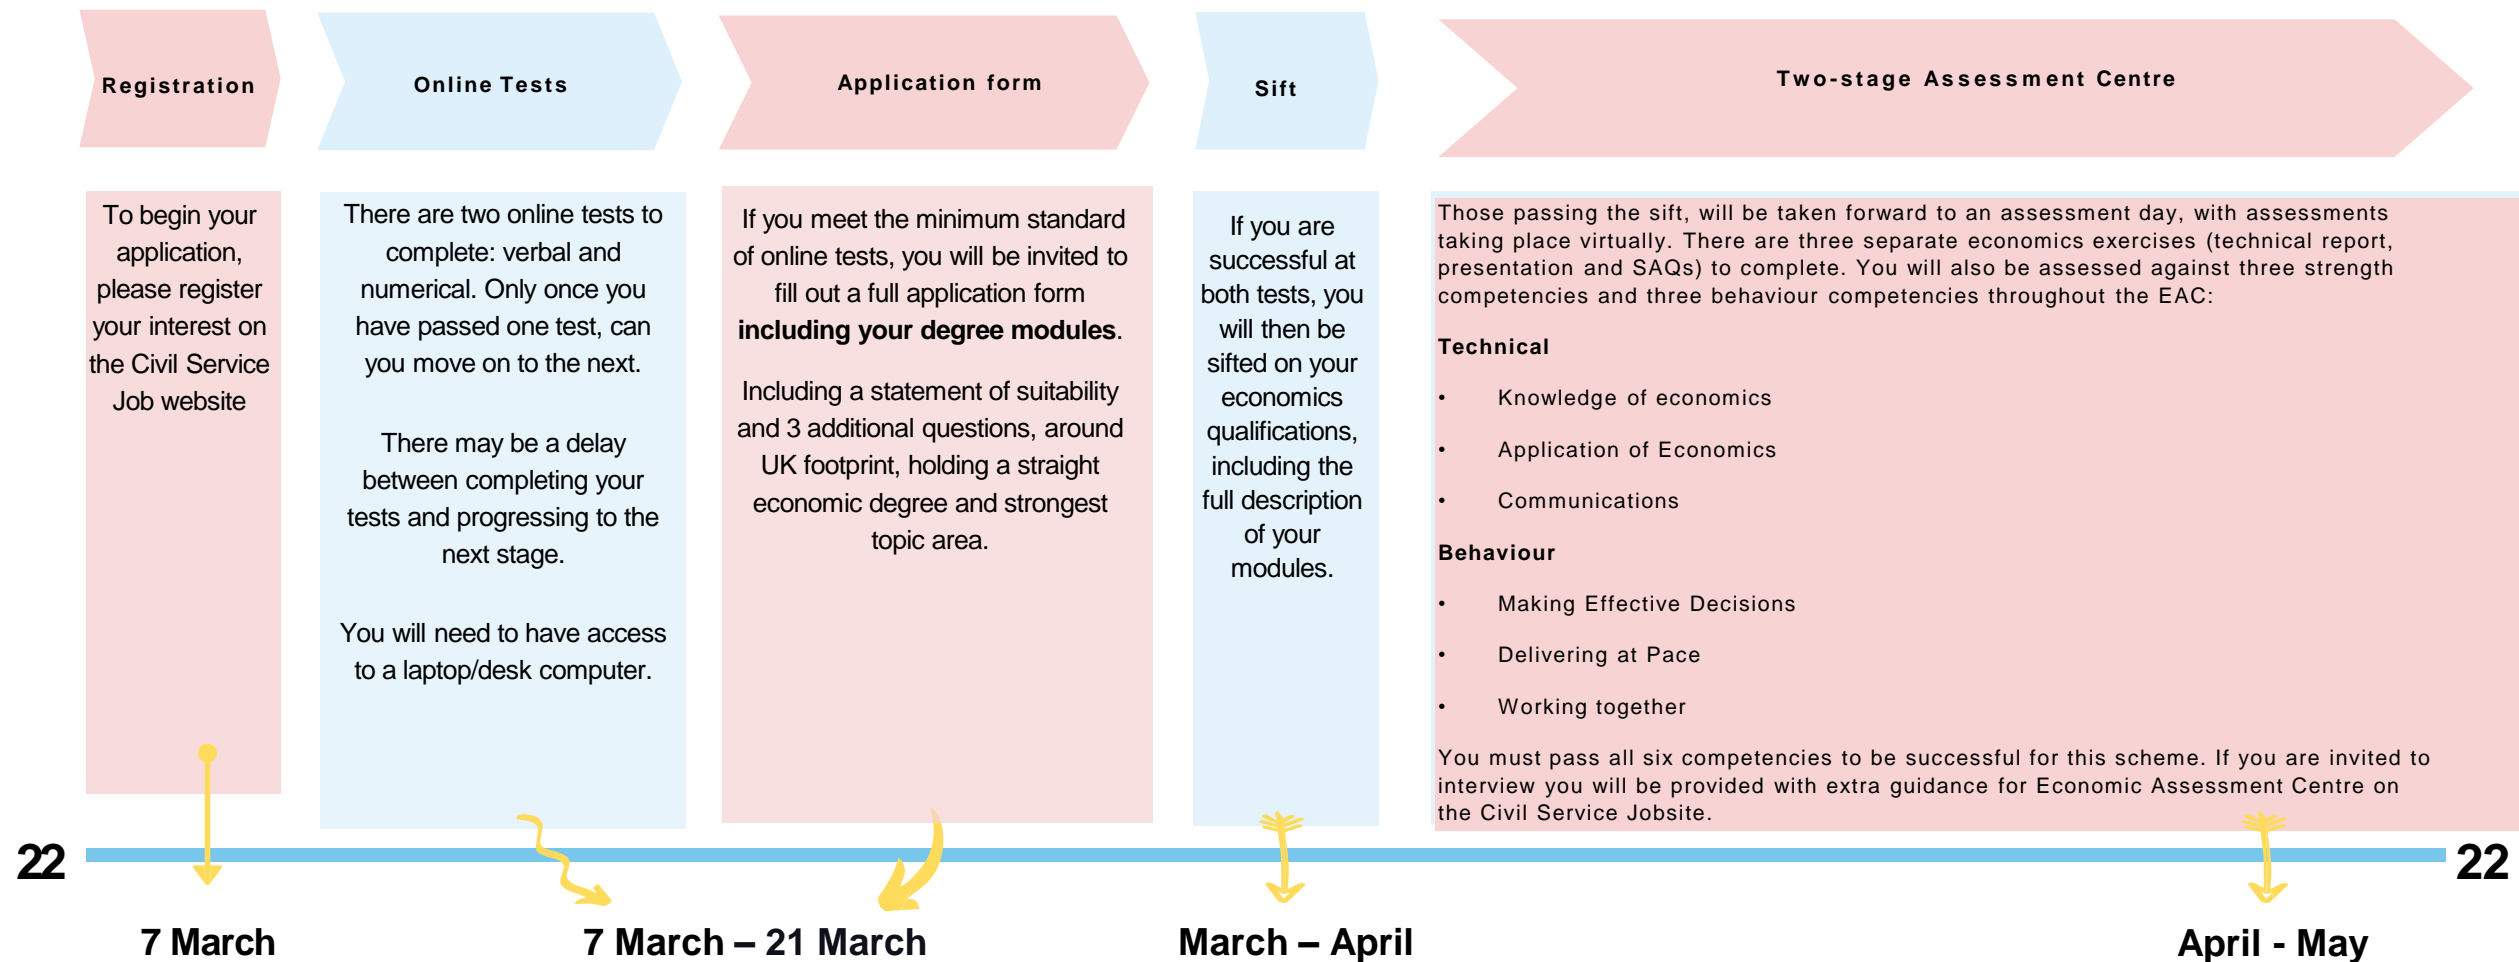 Registration
Online Tests
Application form
Sift
Two-stage Assessment Centre
To begin your
application,
please register
your interest on
the Civil Service
Job website
There are two online tests to
complete: verbal and
numerical. Only once you
have passed one test, can
you move on to the next.
There may be a delay
between completing your
tests and progressing to the
next stage.
You will need to have access
to a laptop/desk computer.
If you meet the minimum standard
of online tests, you will be invited to
fill out a full application form
including your degree modules.
Including a statement of suitability
and 3 additional questions, around
UK footprint, holding a straight
economic degree and strongest
topic area.
If you are
successful at
both tests, you
will then be
sifted on your
economics
qualifications,
including the
full description
of your
modules.
Those passing the sift, will be taken forward to an assessment day, with assessments
taking place virtually. There are three separate economics exercises (technical report,
presentation and SAQs) to complete. You will also be assessed against three strength
competencies and three behaviour competencies throughout the EAC:
Technical
• Knowledge of economics
• Application of Economics
• Communications
Behaviour
• Making Effective Decisions
• Delivering at Pace
• Working together
You must pass all six competencies to be successful for this scheme. If you are invited to
interview you will be provided with extra guidance for Economic Assessment Centre on
the Civil Service Jobsite.
22
22
7 March
7 March – 21 March
March – April
April - May